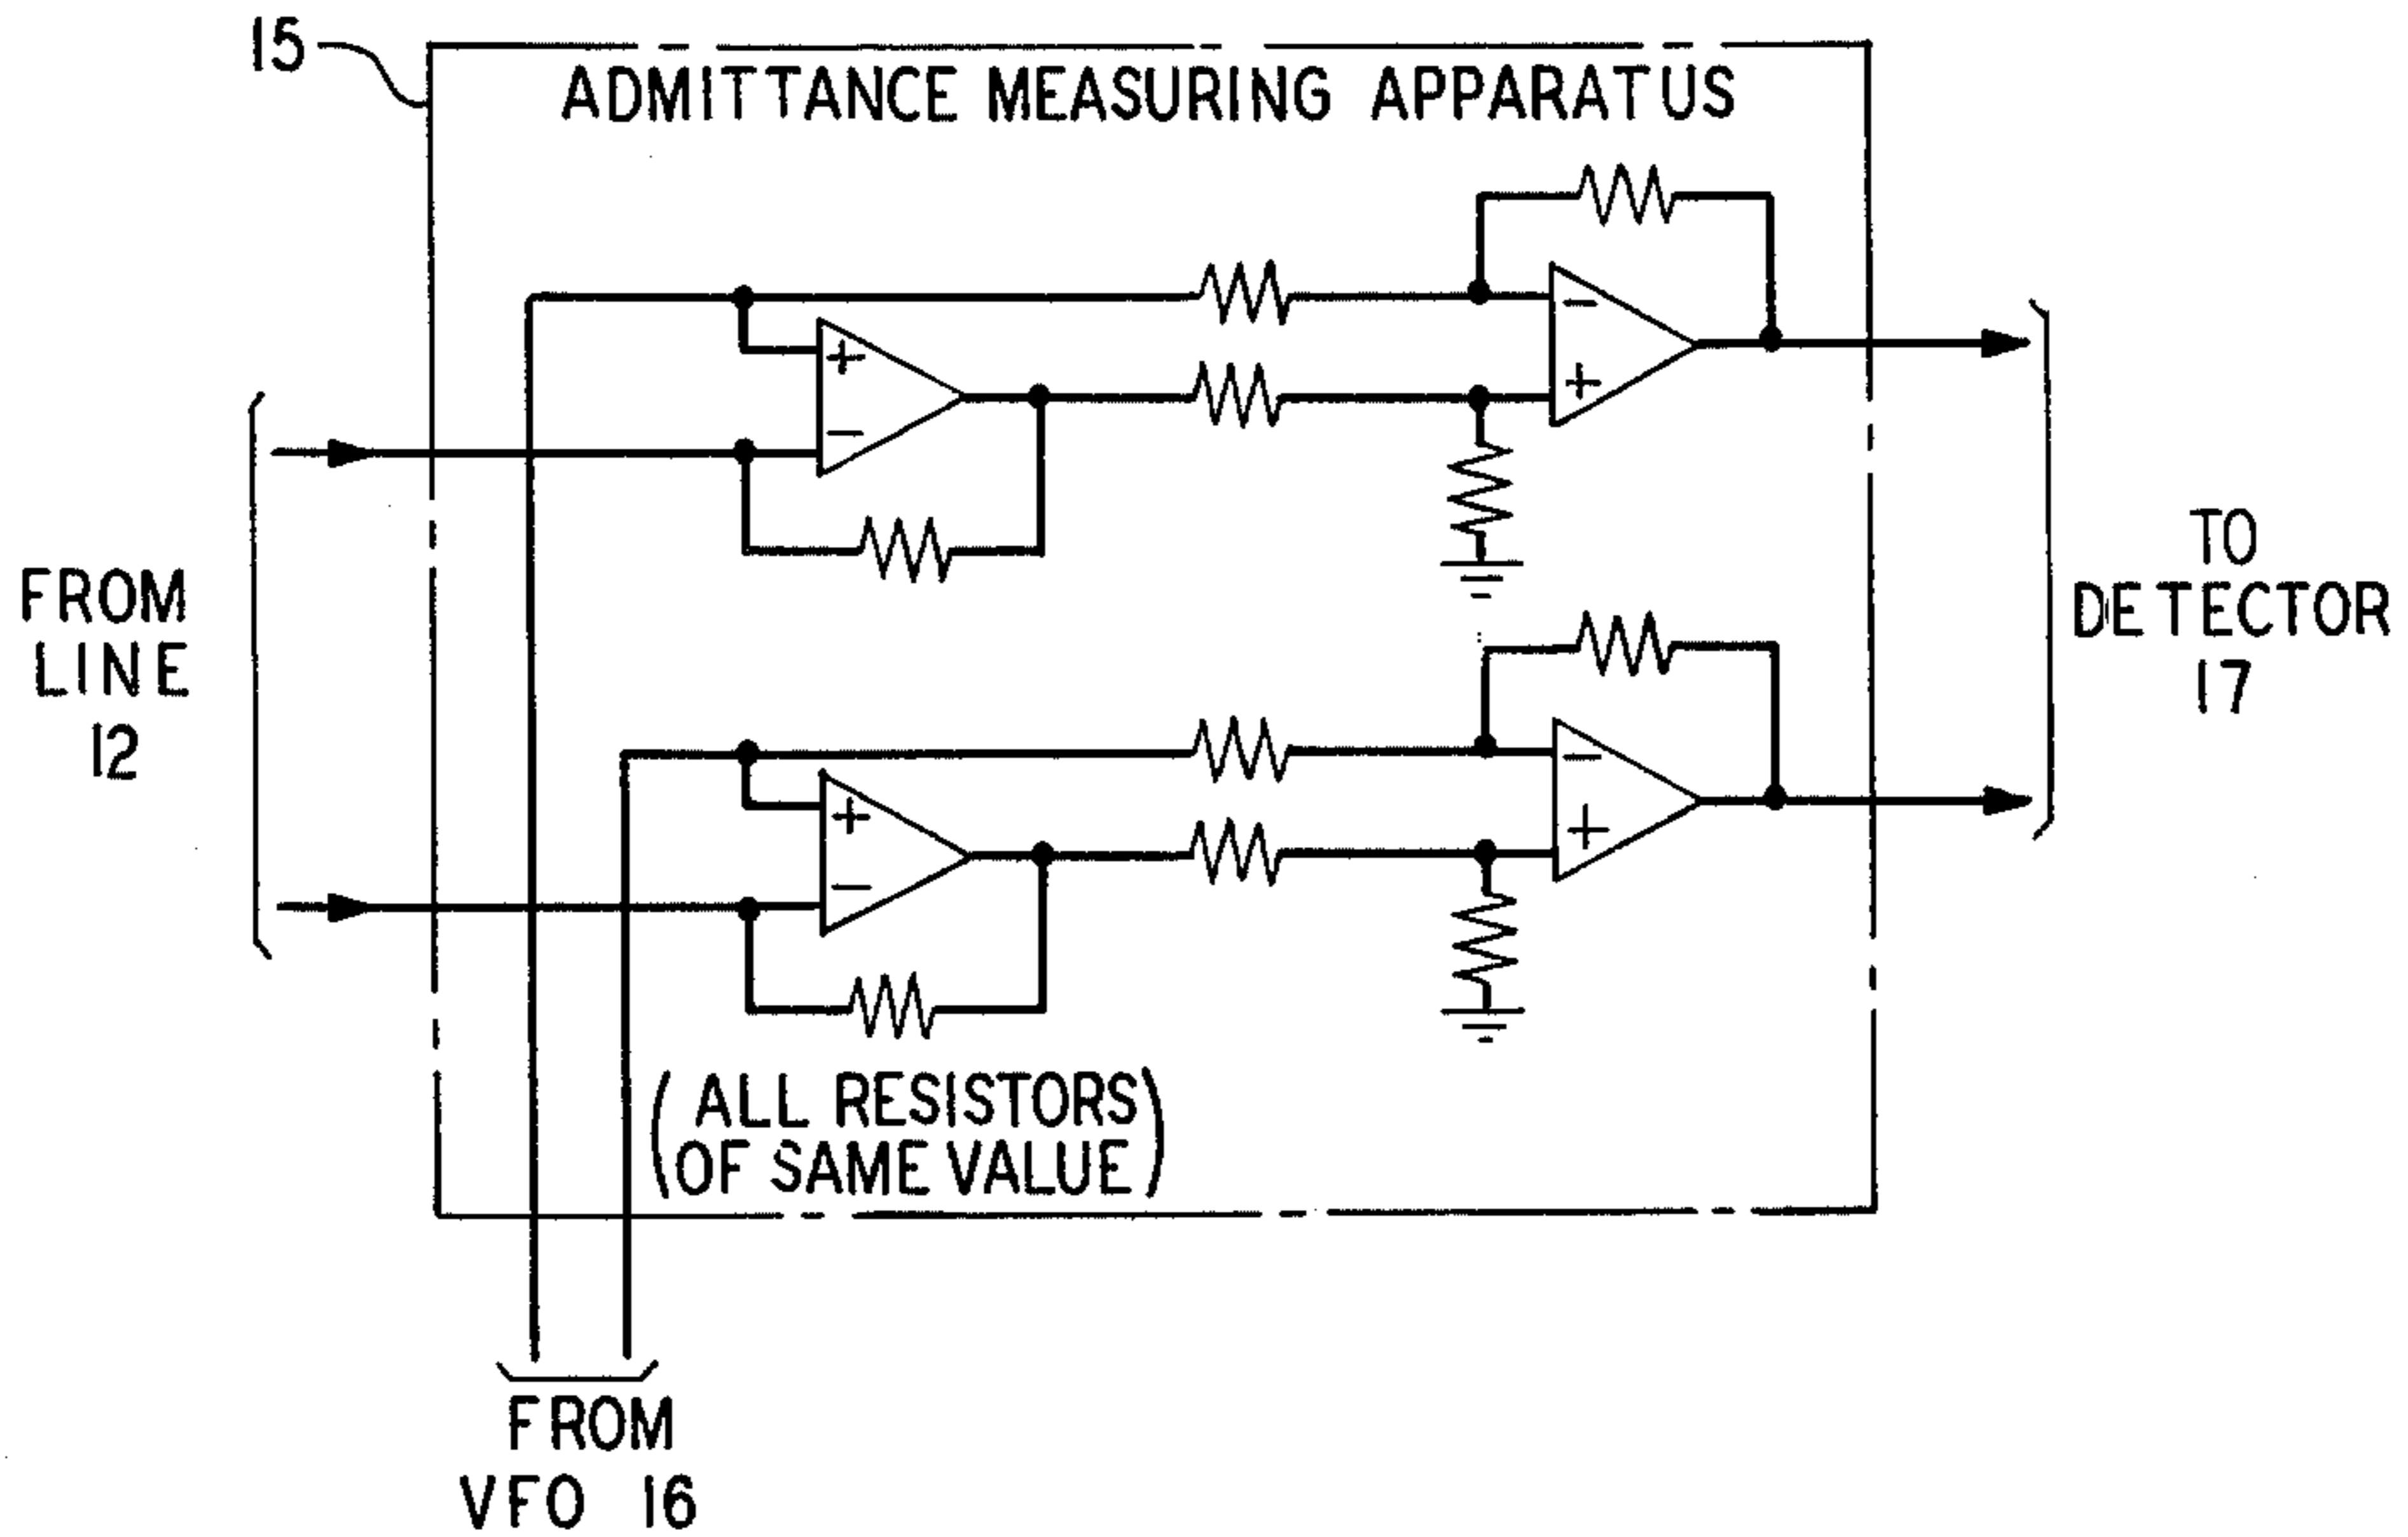 15
ADMITTANCE MEASURING APPARATUS
−
+
+
−
FROM
LINE
12
TO
DETECTOR
17
−
+
+
−
(ALL RESISTORS
OF SAME VALUE)
FROM
VFO 16